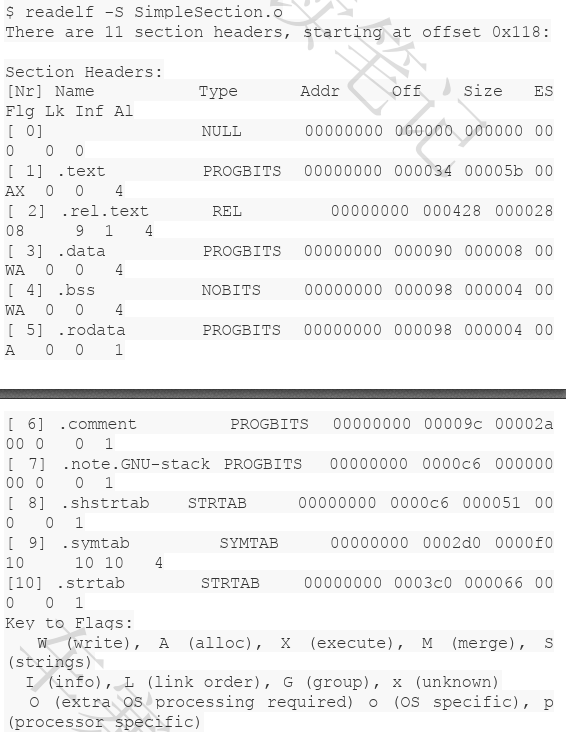 $ readelf -S SimpleSection.o
There are 11 section headers, starting at offset 0x118:
Section Headers:
[Nr] Name Type Addr Off Size ES
Flg Lk Inf Al
[ 0] NULL 00000000 000000 000000 00
0 0 0
[ 1] .text PROGBITS 00000000 000034 00005b 00
AX 0 0 4
[ 2] .rel.text REL 00000000 000428 000028
08 9 1 4
[ 3] .data PROGBITS 00000000 000090 000008 00
WA 0 0 4
[ 4] .bss NOBITS 00000000 000098 000004 00
WA 0 0 4
[ 5] .rodata PROGBITS 00000000 000098 000004 00
A 0 0 1
[ 6] .comment PROGBITS 00000000 00009c 00002a
00 0 0 1
[ 7] .note.GNU-stack PROGBITS 00000000 0000c6 000000
00 0 0 1
[ 8] .shstrtab STRTAB 00000000 0000c6 000051 00
0 0 1
[ 9] .symtab SYMTAB 00000000 0002d0 0000f0
10 10 10 4
[10] .strtab STRTAB 00000000 0003c0 000066 00
0 0 1
Key to Flags:
W (write), A (alloc), X (execute), M (merge), S
(strings)
I (info), L (link order), G (group), x (unknown)
O (extra OS processing required) o (OS specific), p
(processor specific)
读笔记